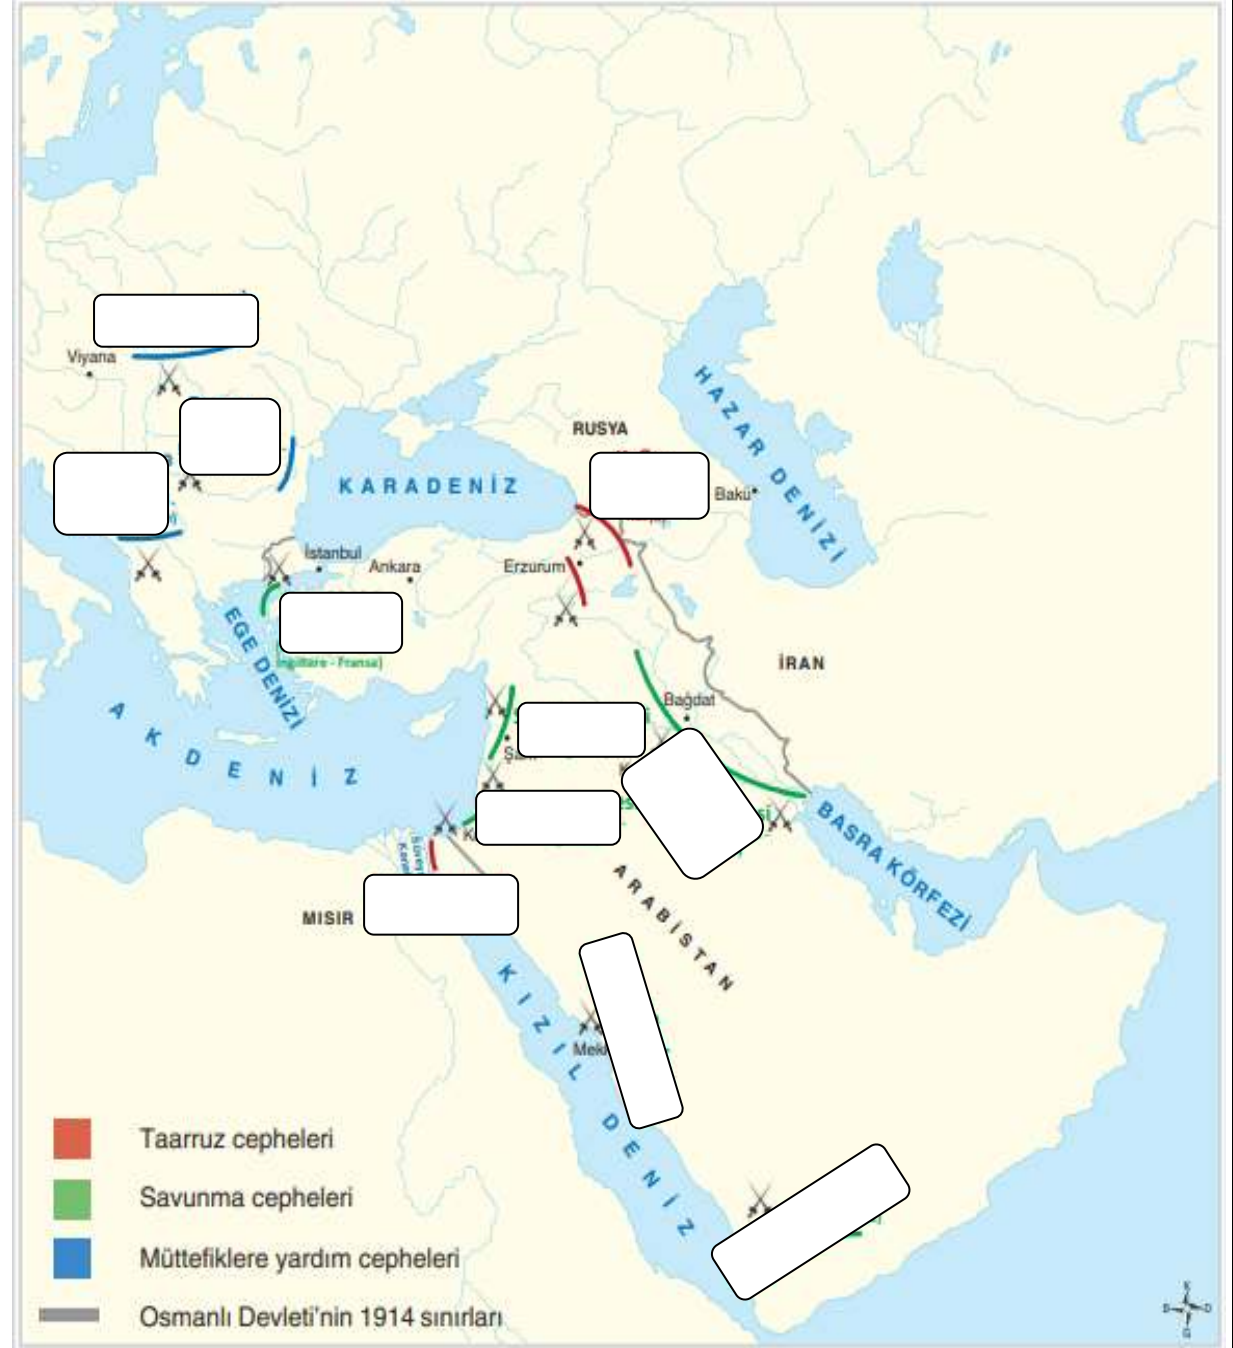 Viyana
RUSYA
HAZAR DENİZİ
KARADENİZ
Bakü
İstanbul
Ankara
Erzurum
EGE DENİZİ
İngiltere - Fransa)
İRAN
Bağdat
AKDENİZ
BASRA KÖRFEZİ
ARABİSTAN
MISIR
KIZIL DENİZ
Taarruz cepheleri
Savunma cepheleri
Müttefiklere yardım cepheleri
Osmanlı Devleti'nin 1914 sınırları
K
B D
G